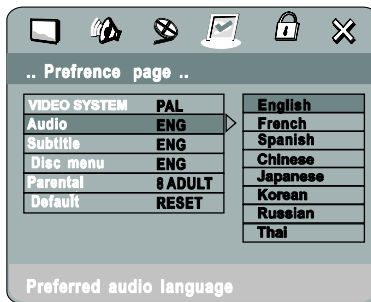 .. Prefrence page ..
VIDEO SYSTEM PAL
Audio ENG
Subtitle ENG
Disc menu ENG
Parental 8 ADULT
Default RESET
English
French
Spanish
Chinese
Japanese
Korean
Russian
Thai
Preferred audio language